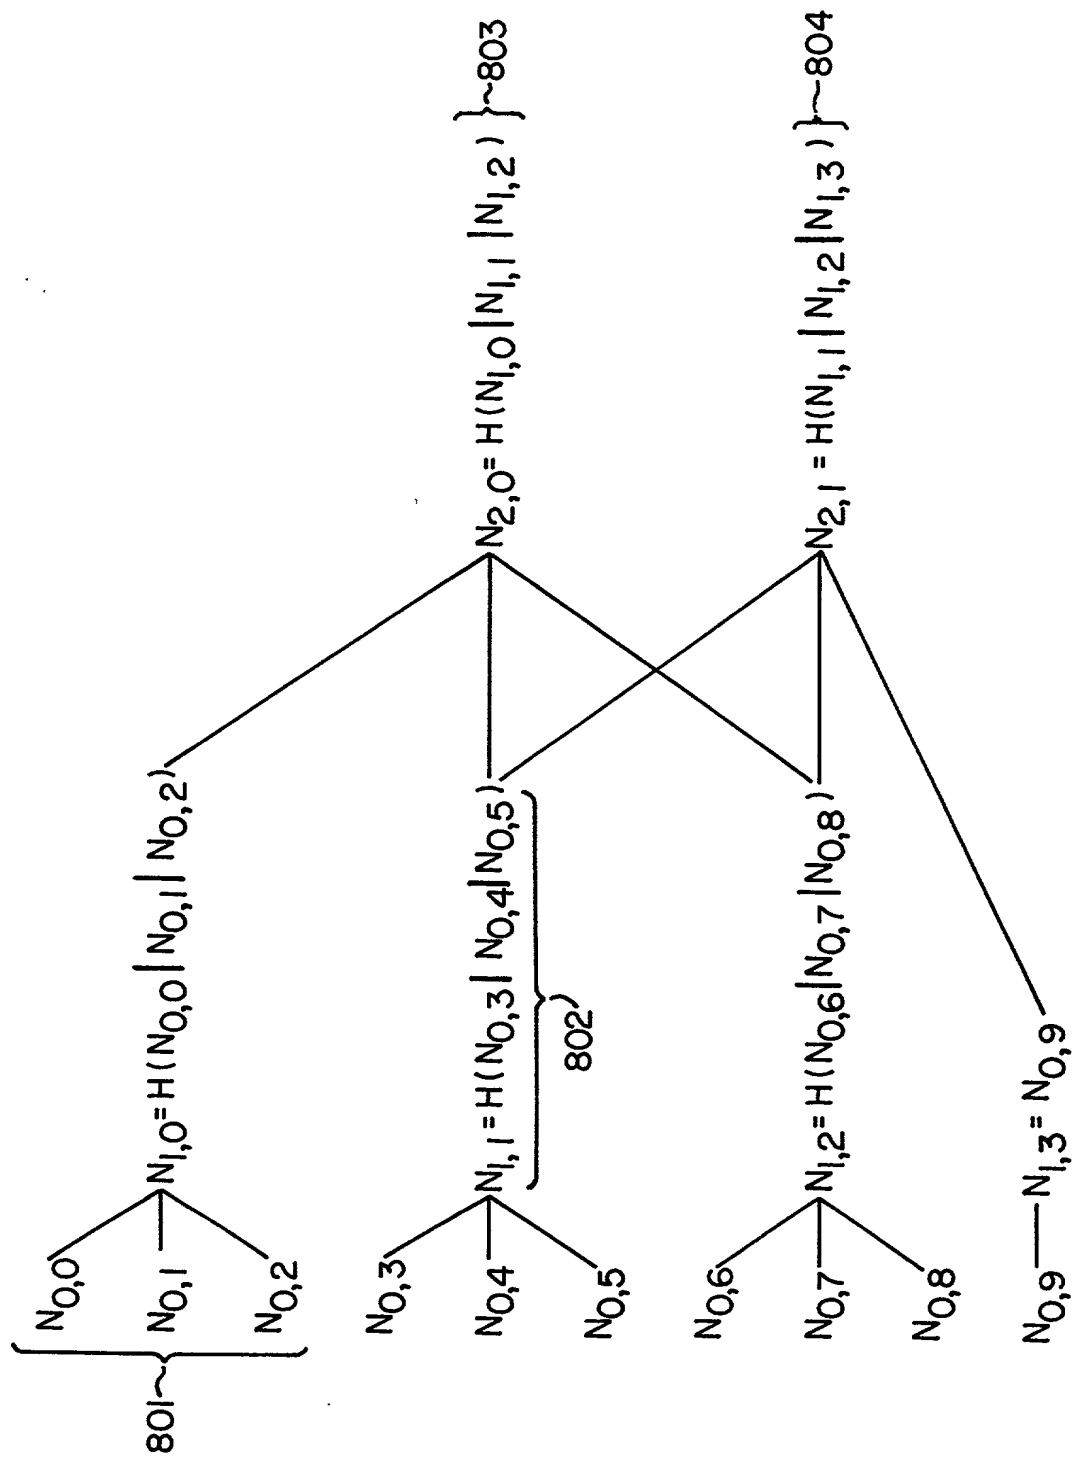 801
N0,0
N0,1
N0,2
N1,0 = H(N0,0|N0,1|N0,2)
N0,3
N0,4
N0,5
N1,1 = H(N0,3|N0,4|N0,5)
802
N0,6
N0,7
N0,8
N1,2 = H(N0,6|N0,7|N0,8)
N0,9
N1,3 = N0,9
N2,0 = H(N1,0|N1,1|N1,2)
803
N2,1 = H(N1,1|N1,2|N1,3)
804